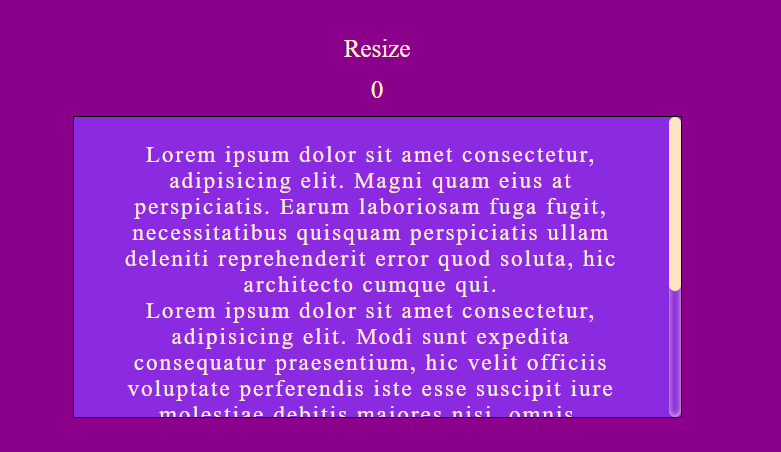 Resize
0
Lorem ipsum dolor sit amet consectetur,
adipisicing elit. Magni quam eius at
perspiciatis. Earum laboriosam fuga fugit,
necessitatibus quisquam perspiciatis ullam
deleniti reprehenderit error quod soluta, hic
architecto cumque qui.
Lorem ipsum dolor sit amet consectetur,
adipisicing elit. Modi sunt expedita
consequatur praesentium, hic velit officiis
voluptate perferendis iste esse suscipit iure
molestiae debitis maiores nisi, omnis